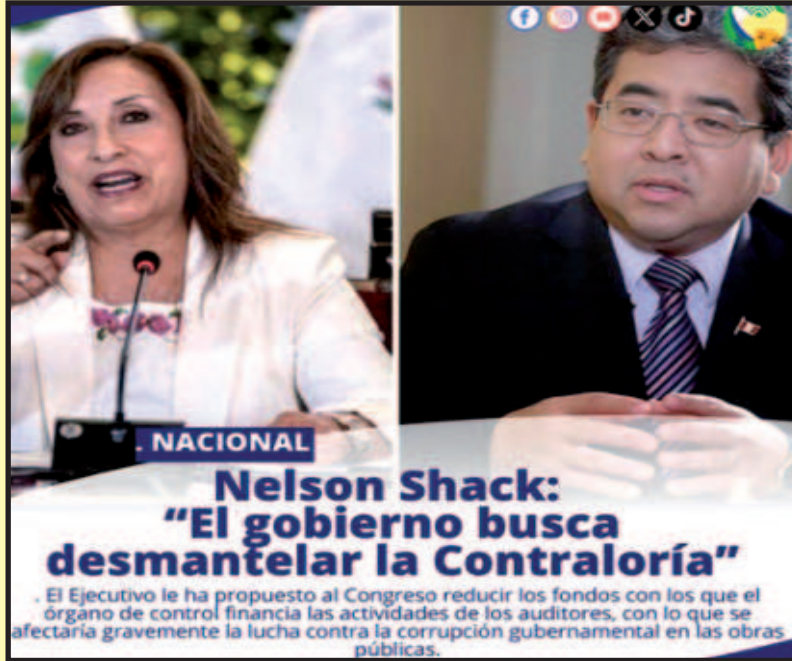 . NACIONAL
Nelson Shack:
“El gobierno busca
desmantelar la Contraloría”
. El Ejecutivo le ha propuesto al Congreso reducir los fondos con los que el
órgano de control financia las actividades de los auditores, con lo que se
afectaría gravemente la lucha contra la corrupción gubernamental en las obras
públicas.